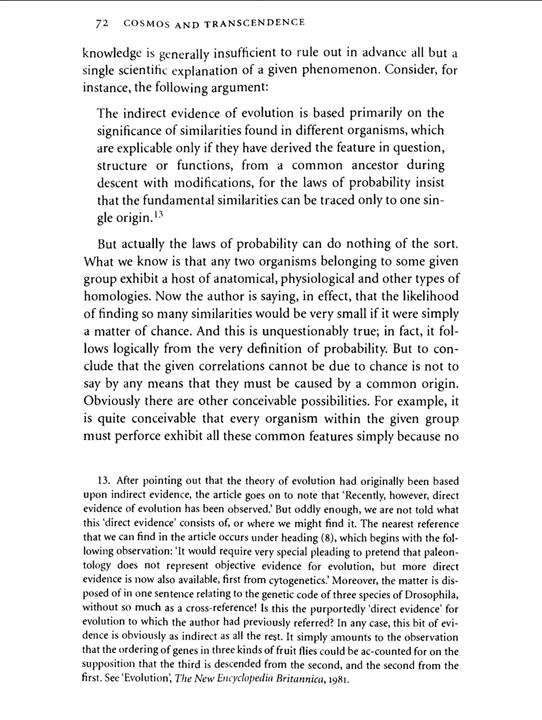 72 COSMOS AND TRANSCENDENCE
knowledge is generally insufficient to rule out in advance all but a
single scientific explanation of a given phenomenon. Consider, for
instance, the following argument:
The indirect evidence of evolution is based primarily on the
significance of similarities found in different organisms, which
are explicable only if they have derived the feature in question,
structure or functions, from a common ancestor during
descent with modifications, for the laws of probability insist
that the fundamental similarities can be traced only to one sin-
gle origin.13
But actually the laws of probability can do nothing of the sort.
What we know is that any two organisms belonging to some given
group exhibit a host of anatomical, physiological and other types of
homologies. Now the author is saying, in effect, that the likelihood
of finding so many similarities would be very small if it were simply
a matter of chance. And this is unquestionably true; in fact, it fol-
lows logically from the very definition of probability. But to con-
clude that the given correlations cannot be due to chance is not to
say by any means that they must be caused by a common origin.
Obviously there are other conceivable possibilities. For example, it
is quite conceivable that every organism within the given group
must perforce exhibit all these common features simply because no
13. After pointing out that the theory of evolution had originally been based
upon indirect evidence, the article goes on to note that 'Recently, however, direct
evidence of evolution has been observed.' But oddly enough, we are not told what
this 'direct evidence' consists of, or where we might find it. The nearest reference
that we can find in the article occurs under heading (8), which begins with the fol-
lowing observation: 'It would require very special pleading to pretend that paleon-
tology does not represent objective evidence for evolution, but more direct
evidence is now also available, first from cytogenetics.' Moreover, the matter is dis-
posed of in one sentence relating to the genetic code of three species of Drosophila,
without so much as a cross-reference! Is this the purportedly 'direct evidence' for
evolution to which the author had previously referred? In any case, this bit of evi-
dence is obviously as indirect as all the rest. It simply amounts to the observation
that the ordering of genes in three kinds of fruit flies could be ac-counted for on the
supposition that the third is descended from the second, and the second from the
first. See 'Evolution', The New Encyclopedia Britannica, 1981.